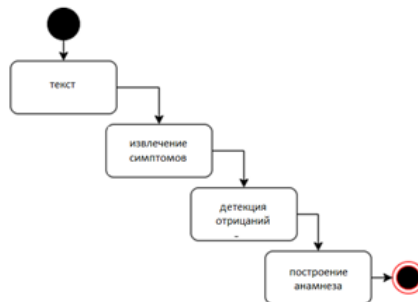 текст
извлечение
симптомов
детекция
отрицаний
построение
анамнеза